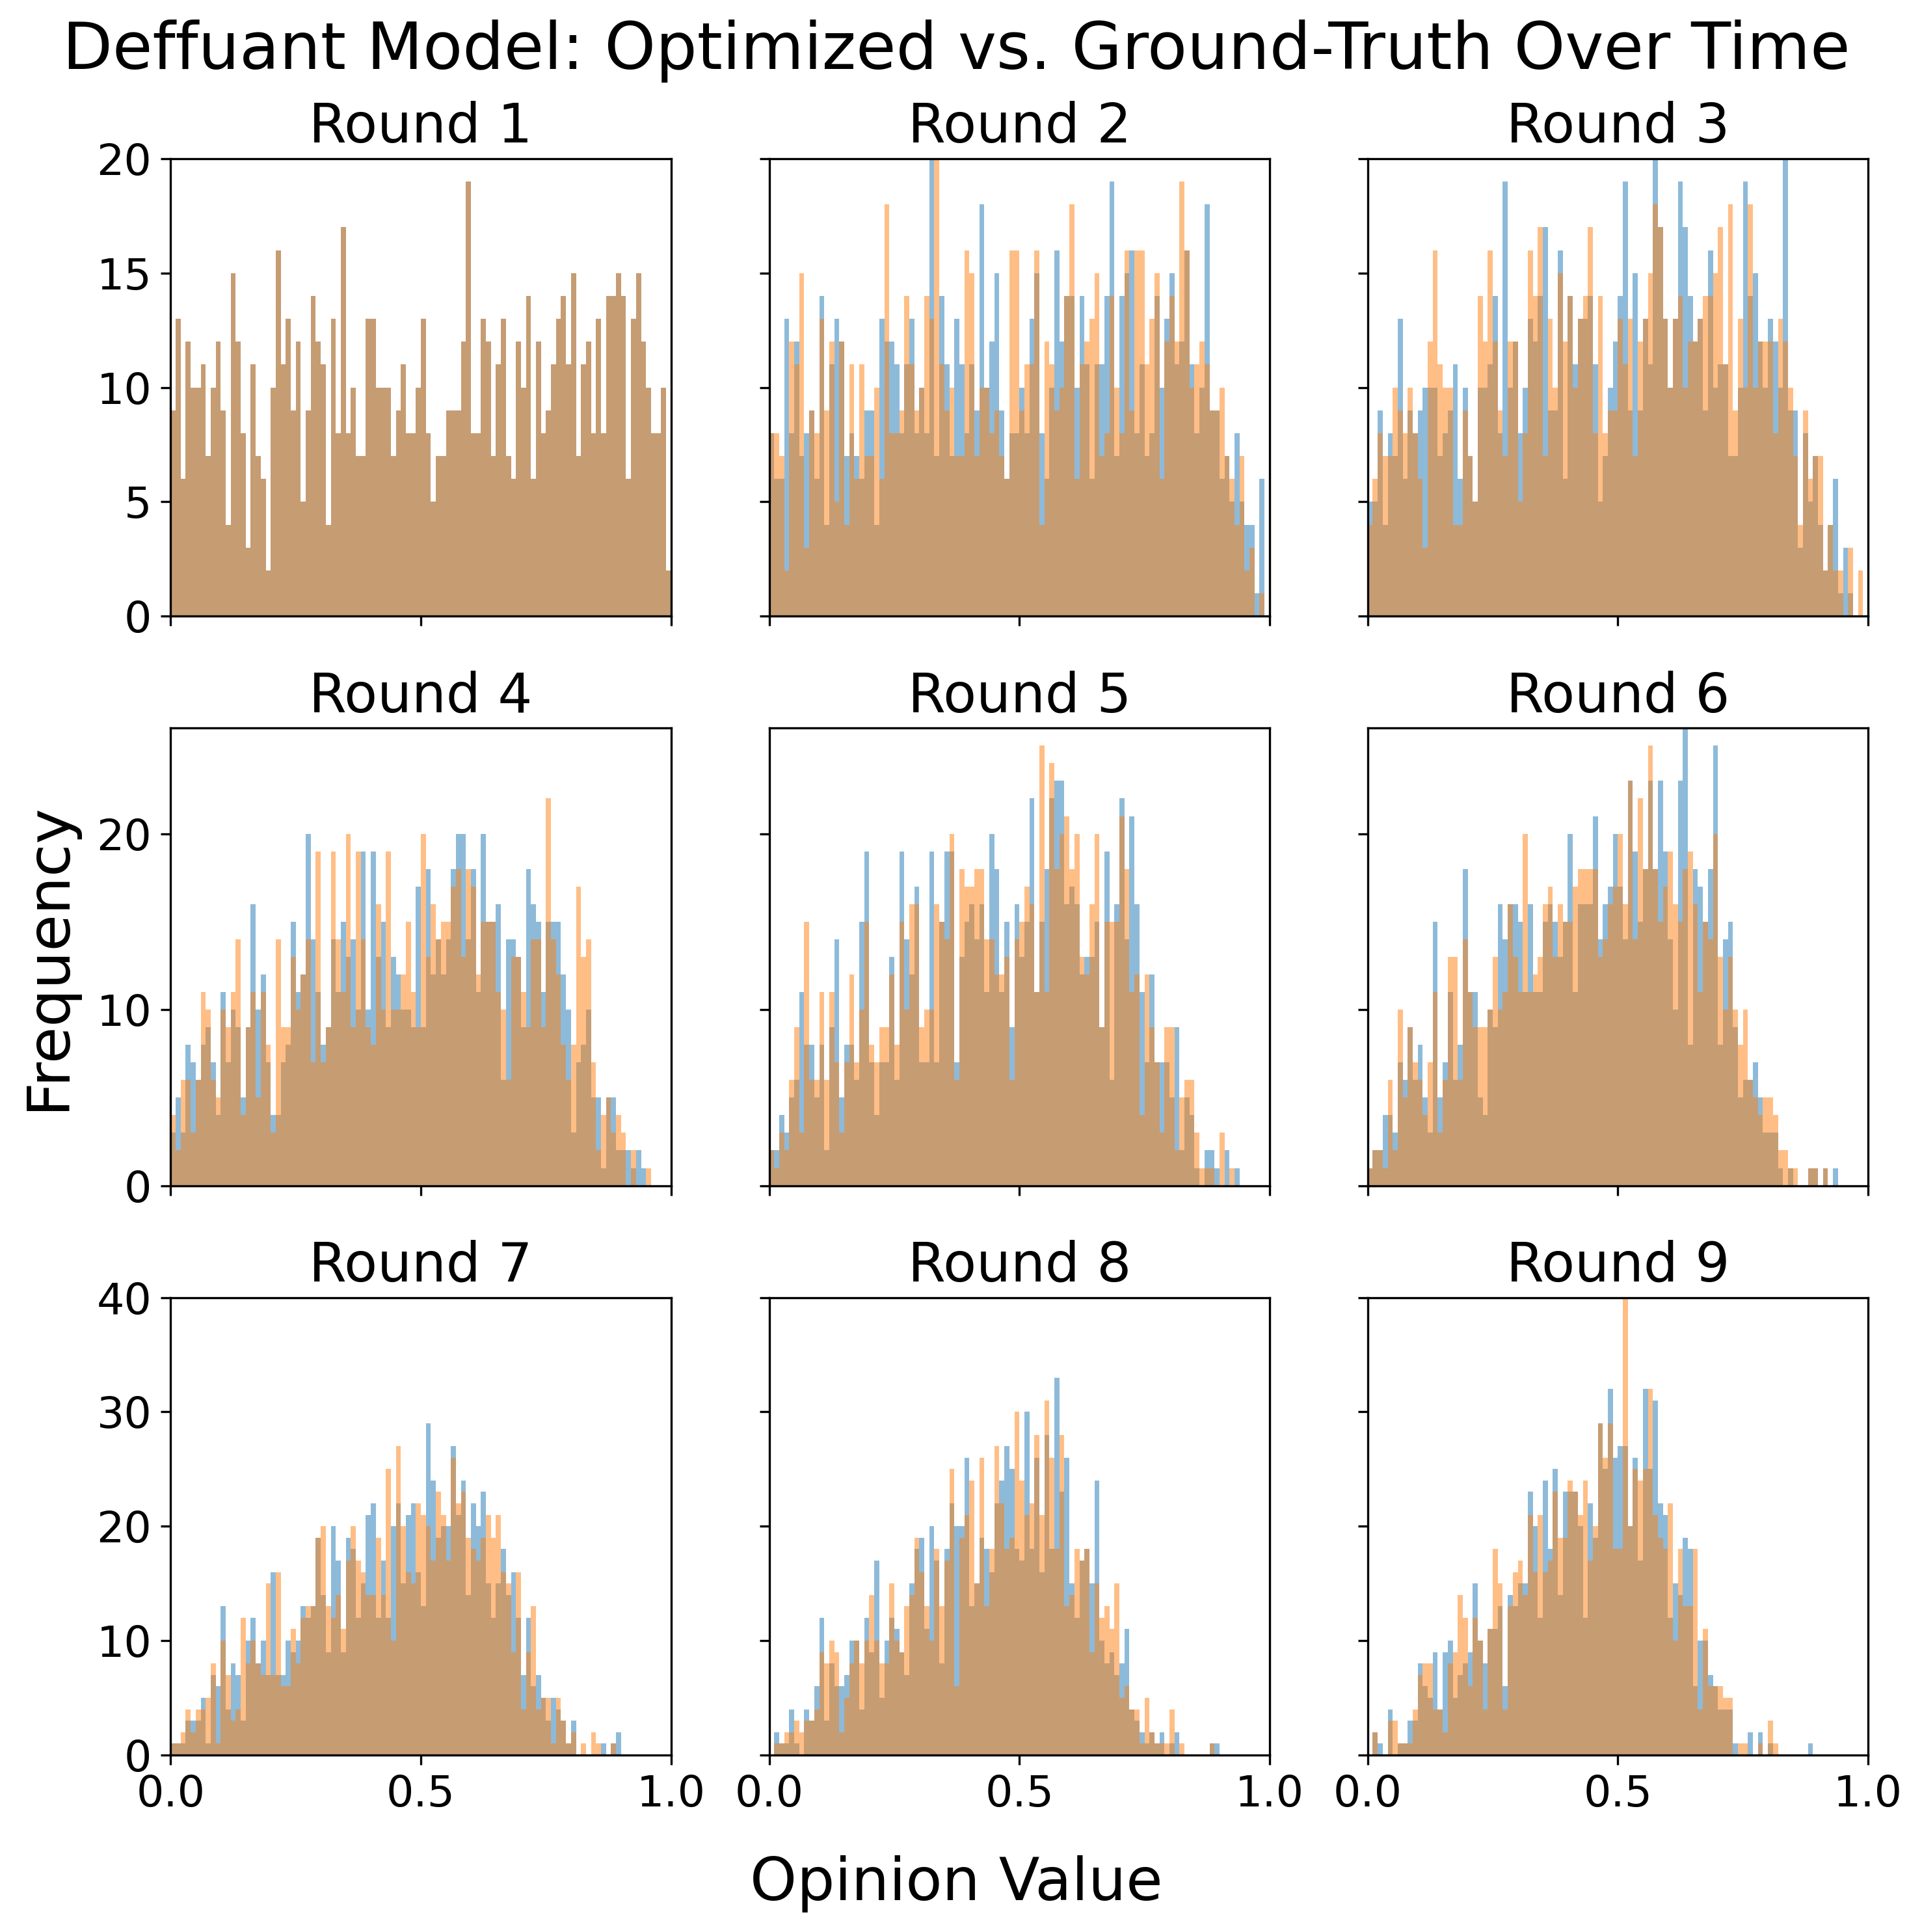 Deffuant Model: Optimized vs. Ground-Truth Over Time
Round 1
Round 2
Round 3
20
15
10
5
0
Round 4
Round 5
Round 6
20
10
0
Frequency
Round 7
Round 8
Round 9
40
30
20
10
0
0.0 0.5 1.0
0.0 0.5 1.0
0.0 0.5 1.0
Opinion Value